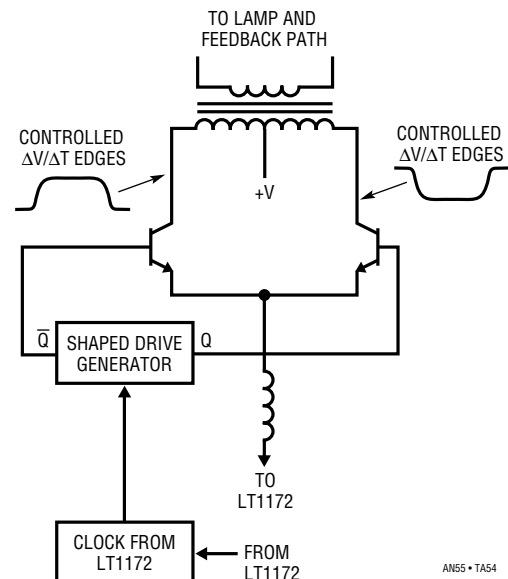 TO LAMP AND
FEEDBACK PATH
CONTROLLED
ΔV/ΔT EDGES
CONTROLLED
ΔV/ΔT EDGES
+V
Q̅
SHAPED DRIVE
GENERATOR
Q
TO
LT1172
CLOCK FROM
LT1172
FROM
LT1172
AN55 • TA54